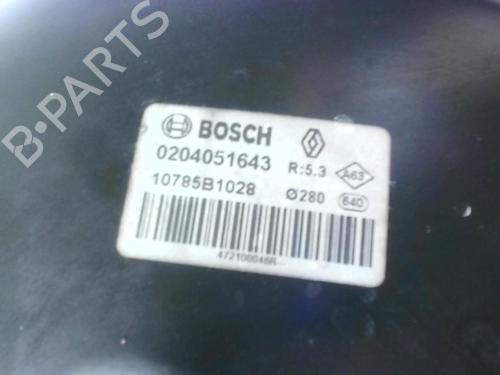 B-PARTS
BOSCH
0204051643 R:5.3 A63
10785B1028 Ø280 640
472100046R